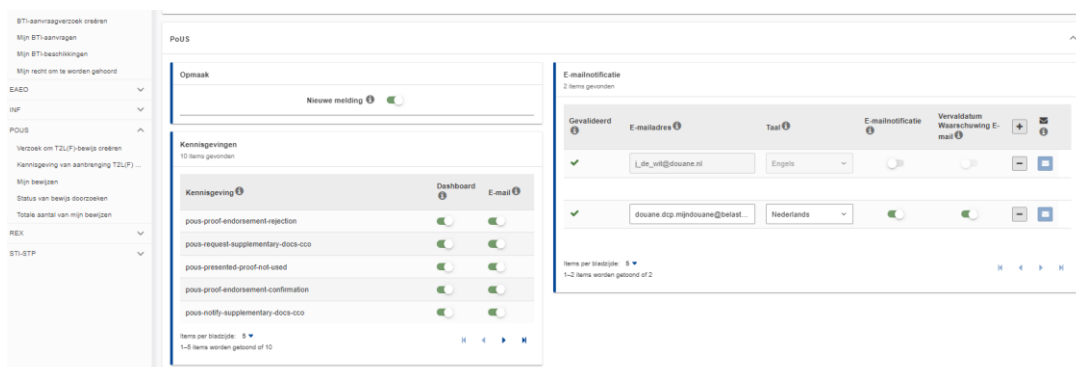 BTI-aanvraagverzoek creëren
Mijn BTI-aanvragen
Mijn BTI-beschikkingen
Mijn recht om te worden gehoord
EAEO
INF
POUS
Verzoek om T2L(F)-bewijs creëren
Kennisgeving van aanbrenging T2L(F) ...
Mijn bewijzen
Status van bewijs doorzoeken
Totale aantal van mijn bewijzen
REX
STI-STP
PoUS
Opmaak
Nieuwe melding
Kennisgevingen
10 items gevonden
Kennisgeving Dashboard E-mail
pous-proof-endorsement-rejection
pous-request-supplementary-docs-cco
pous-presented-proof-not-used
pous-proof-endorsement-confirmation
pous-notify-supplementary-docs-cco
Items per bladzijde: 5
1–5 items worden getoond of 10
E-mailnotificatie
2 items gevonden
Gevalideerd E-mailadres Taal E-mailnotificatie Vervaldatum
Waarschuwing E-
mail
j_de_wit@douane.nl Engels
douane.dcp.mijndouane@belast... Nederlands
Items per bladzijde: 5
1–2 items worden getoond of 2